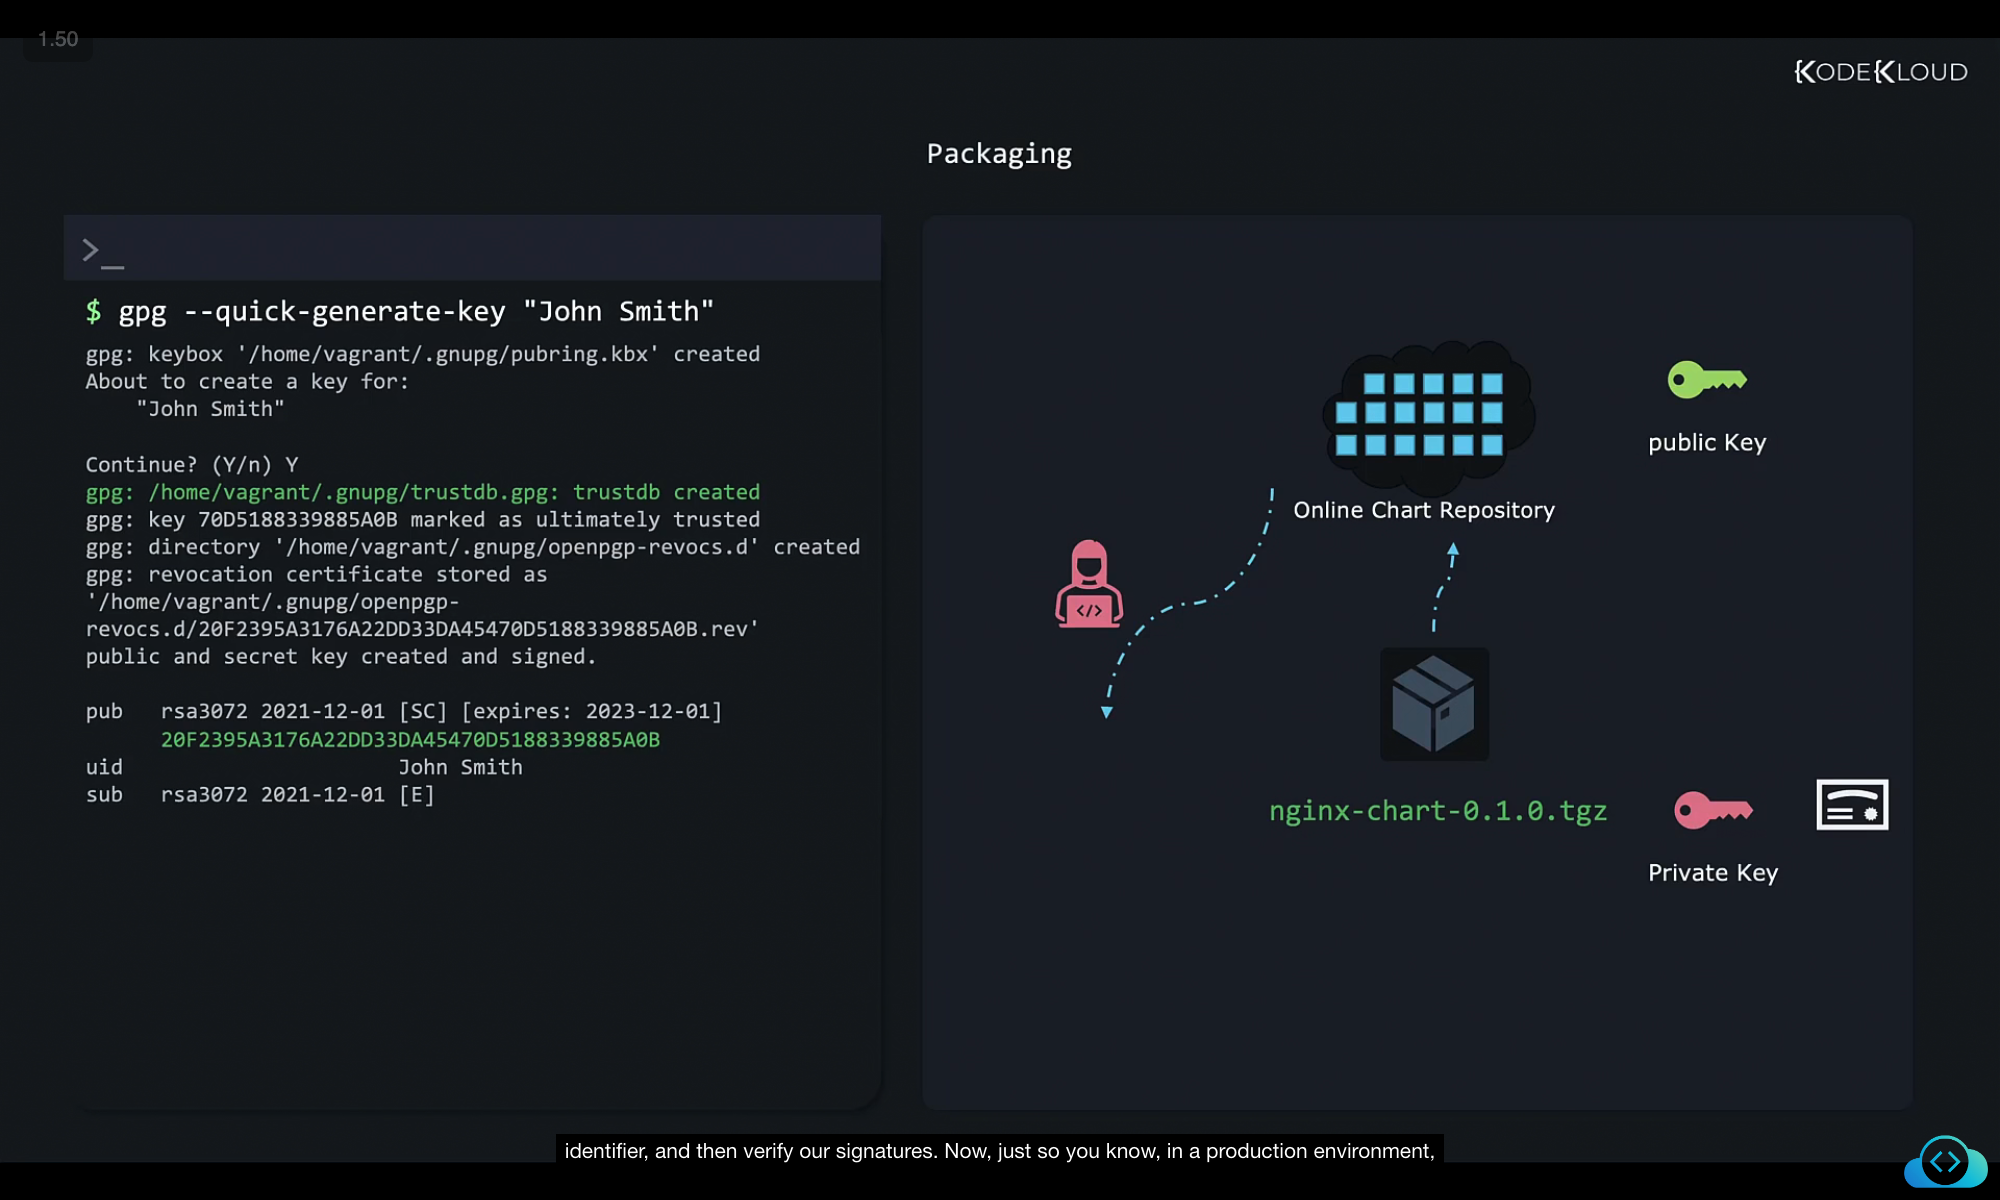 1.50
KODEKLOUD
Packaging
>_
$ gpg --quick-generate-key "John Smith"
gpg: keybox '/home/vagrant/.gnupg/pubring.kbx' created
About to create a key for:
"John Smith"
Continue? (Y/n) Y
gpg: /home/vagrant/.gnupg/trustdb.gpg: trustdb created
gpg: key 70D5188339885A0B marked as ultimately trusted
gpg: directory '/home/vagrant/.gnupg/openpgp-revocs.d' created
gpg: revocation certificate stored as
'/home/vagrant/.gnupg/openpgp-
revocs.d/20F2395A3176A22DD33DA45470D5188339885A0B.rev'
public and secret key created and signed.
pub rsa3072 2021-12-01 [SC] [expires: 2023-12-01]
20F2395A3176A22DD33DA45470D5188339885A0B
uid John Smith
sub rsa3072 2021-12-01 [E]
public Key
Online Chart Repository
</>
nginx-chart-0.1.0.tgz
Private Key
identifier, and then verify our signatures. Now, just so you know, in a production environment,